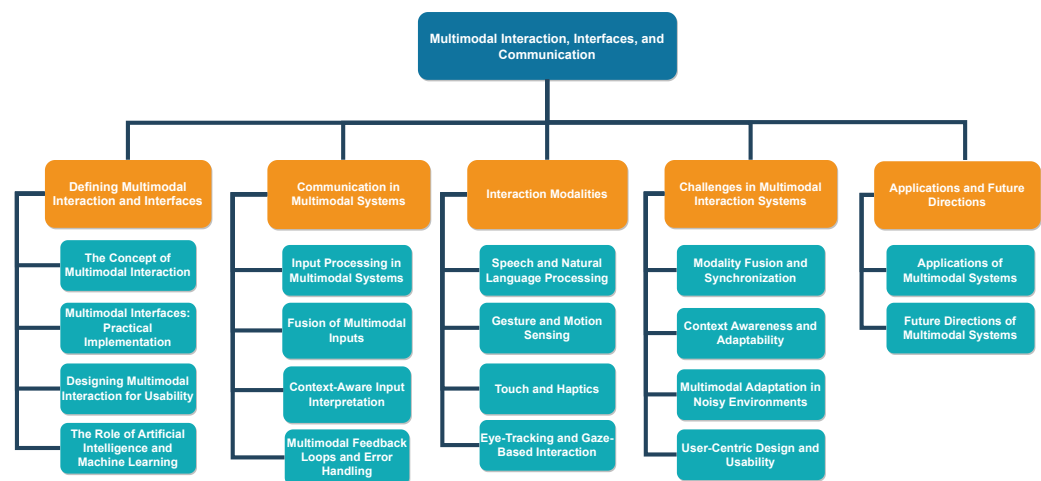 Multimodal Interaction, Interfaces, and
Communication
Defining Multimodal
Interaction and Interfaces
The Concept of
Multimodal Interaction
Multimodal Interfaces:
Practical
Implementation
Designing Multimodal
Interaction for Usability
The Role of Artificial
Intelligence and
Machine Learning
Communication in
Multimodal Systems
Input Processing in
Multimodal Systems
Fusion of Multimodal
Inputs
Context-Aware Input
Interpretation
Multimodal Feedback
Loops and Error
Handling
Interaction Modalities
Speech and Natural
Language Processing
Gesture and Motion
Sensing
Touch and Haptics
Eye-Tracking and Gaze-
Based Interaction
Challenges in Multimodal
Interaction Systems
Modality Fusion and
Synchronization
Context Awareness and
Adaptability
Multimodal Adaptation in
Noisy Environments
User-Centric Design and
Usability
Applications and Future
Directions
Applications of
Multimodal Systems
Future Directions of
Multimodal Systems